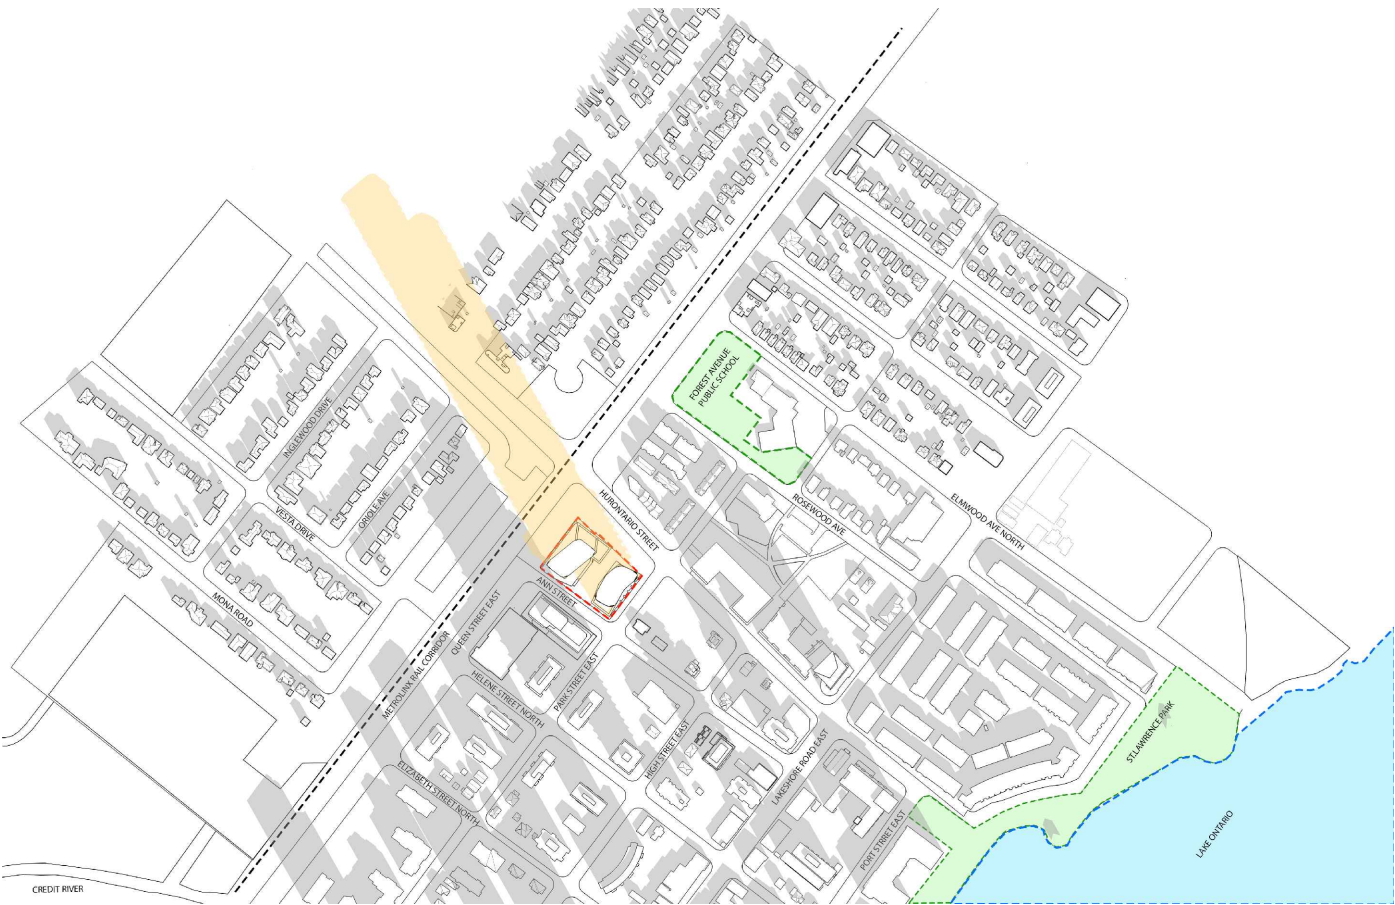 FOREST AVENUE
PUBLIC SCHOOL
INGLEWOOD DRIVE
ORIOLE AVE
VESTA DRIVE
HURONTARIO STREET
ROSEWOOD AVE
ELMWOOD AVE NORTH
MONA ROAD
ANN STREET
QUEEN STREET EAST
METROLINX RAIL CORRIDOR
HELENE STREET NORTH
PARK STREET EAST
HIGH STREET EAST
LAKESHORE ROAD EAST
ELIZABETH STREET NORTH
PORT STRRET EAST
ST.LAWRENCE PARK
LAKE ONTARIO
CREDIT RIVER